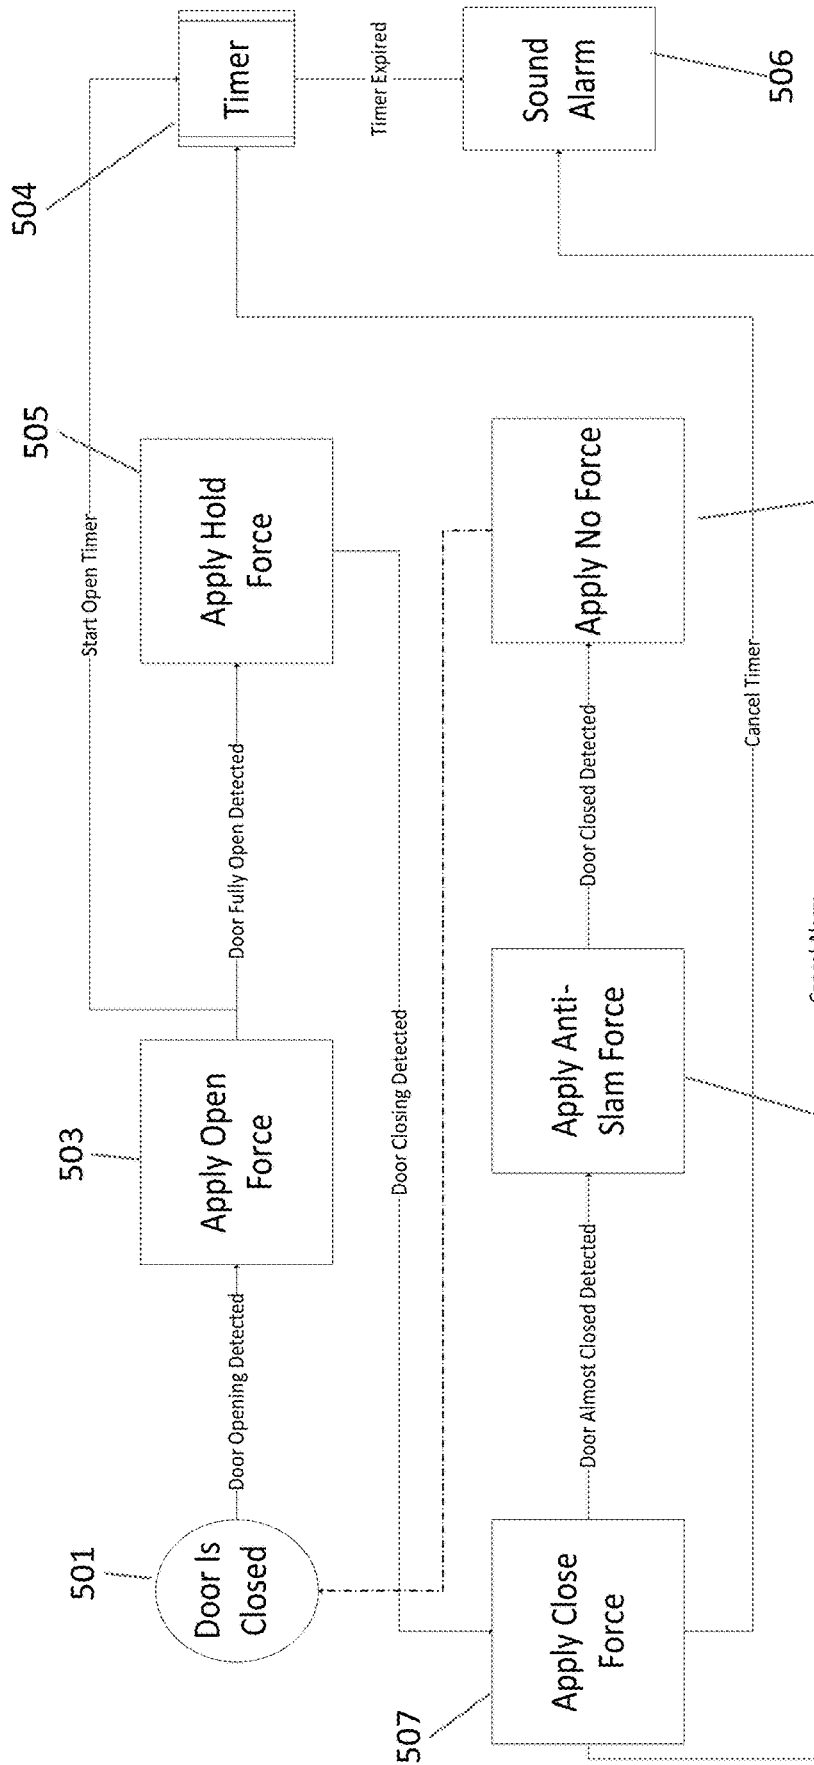 501
Door Is
Closed
Door Opening Detected
503
Apply Open
Force
Start Open Timer
Door Fully Open Detected
505
Apply Hold
Force
504
Timer
Timer Expired
Sound
Alarm
506
Door Closing Detected
507
Apply Close
Force
Door Almost Closed Detected
Apply Anti-
Slam Force
Door Closed Detected
Apply No Force
Cancel Timer